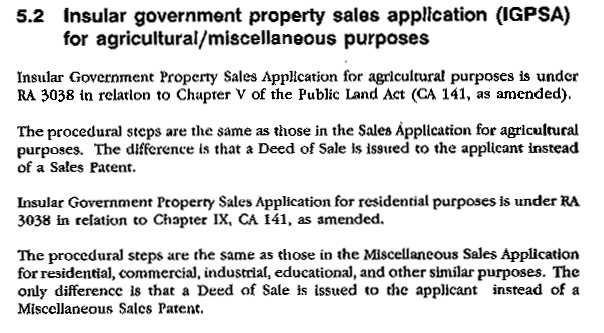 5.2 Insular government property sales application (IGPSA)
for agricultural/miscellaneous purposes
Insular Government Property Sales Application for agricultural purposes is under
RA 3038 in relation to Chapter V of the Public Land Act (CA 141, as amended).
The procedural steps are the same as those in the Sales Application for agricultural
purposes. The difference is that a Deed of Sale is issued to the applicant instead
of a Sales Patent.
Insular Government Property Sales Application for residential purposes is under RA
3038 in relation to Chapter IX, CA 141, as amended.
The procedural steps are the same as those in the Miscellaneous Sales Application
for residential, commercial, industrial, educational, and other similar purposes. The
only difference is that a Deed of Sale is issued to the applicant instead of a
Miscellaneous Sales Patent.